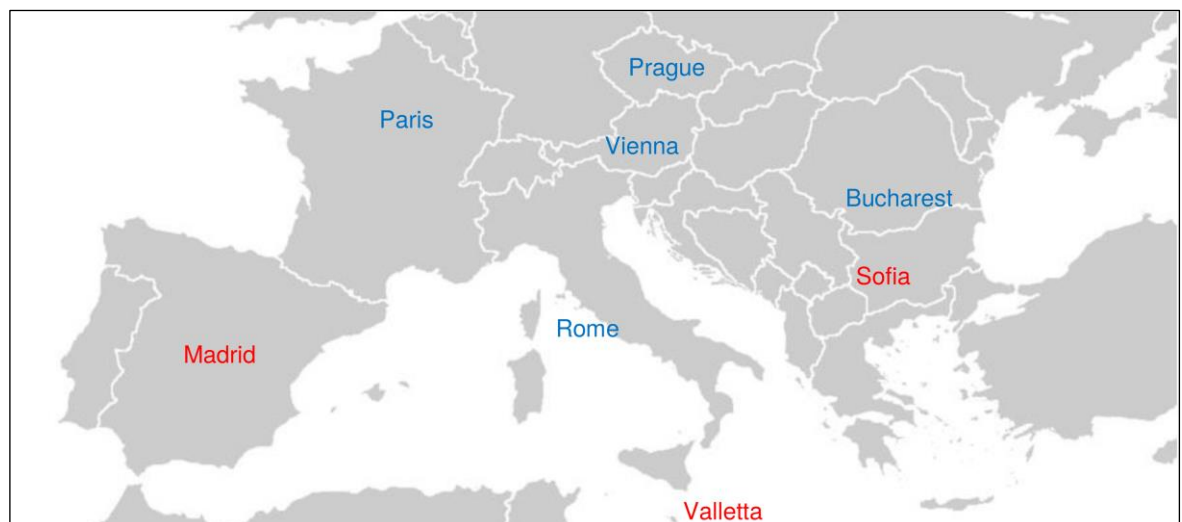 Prague
Paris
Vienna
Bucharest
Sofia
Rome
Madrid
Valletta